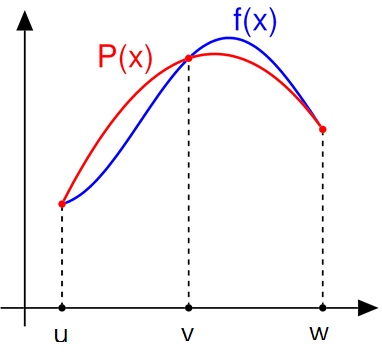 f(x)
P(x)
u v w